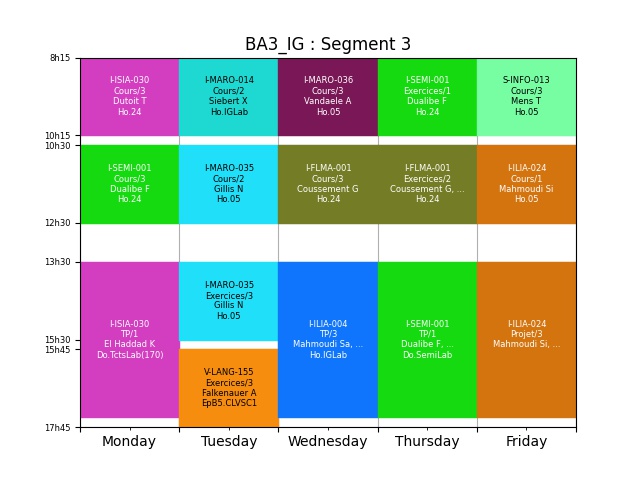 BA3_IG : Segment 3
8h15
I-ISIA-030
Cours/3
Dutoit T
Ho.24
I-MARO-014
Cours/2
Siebert X
Ho.IGLab
I-MARO-036
Cours/3
Vandaele A
Ho.05
I-SEMI-001
Exercices/1
Dualibe F
Ho.24
S-INFO-013
Cours/3
Mens T
Ho.05
10h15
10h30
I-SEMI-001
Cours/3
Dualibe F
Ho.24
I-MARO-035
Cours/2
Gillis N
Ho.05
I-FLMA-001
Cours/3
Coussement G
Ho.24
I-FLMA-001
Exercices/2
Coussement G, ...
Ho.24
I-ILIA-024
Cours/1
Mahmoudi Si
Ho.05
12h30
13h30
I-ISIA-030
TP/1
El Haddad K
Do.TctsLab(170)
I-MARO-035
Exercices/3
Gillis N
Ho.05
I-ILIA-004
TP/3
Mahmoudi Sa, ...
Ho.IGLab
I-SEMI-001
TP/1
Dualibe F, ...
Do.SemiLab
I-ILIA-024
Projet/3
Mahmoudi Si, ...
15h30
15h45
V-LANG-155
Exercices/3
Falkenauer A
EpB5.CLVSC1
17h45
Monday
Tuesday
Wednesday
Thursday
Friday